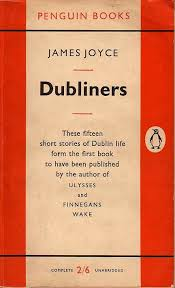 PENGUIN BOOKS
JAMES JOYCE
Dubliners
These fifteen
short stories of Dublin life
form the first book
to have been published
by the author of
ULYSSES
and
FINNEGANS
WAKE
COMPLETE 2/6 UNABRIDGED